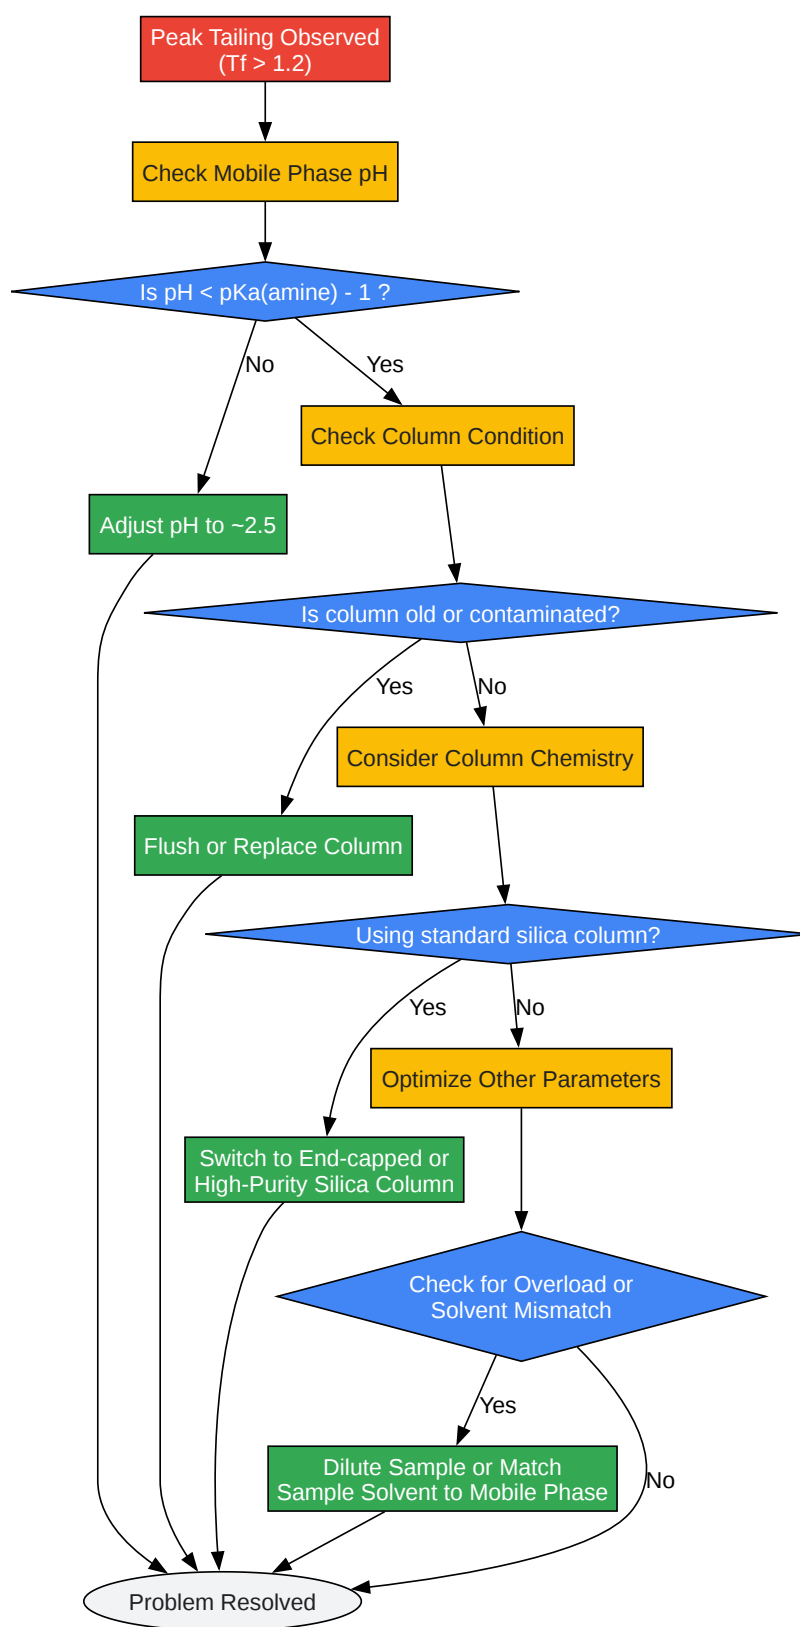 Peak Tailing Observed
(Tf > 1.2)
Check Mobile Phase pH
Is pH < pKa(amine) - 1 ?
No
Yes
Check Column Condition
Adjust pH to ~2.5
Is column old or contaminated?
Yes
No
Consider Column Chemistry
Flush or Replace Column
Using standard silica column?
Yes
No
Optimize Other Parameters
Switch to End-capped or
High-Purity Silica Column
Check for Overload or
Solvent Mismatch
Yes
Dilute Sample or Match
Sample Solvent to Mobile Phase
No
Problem Resolved